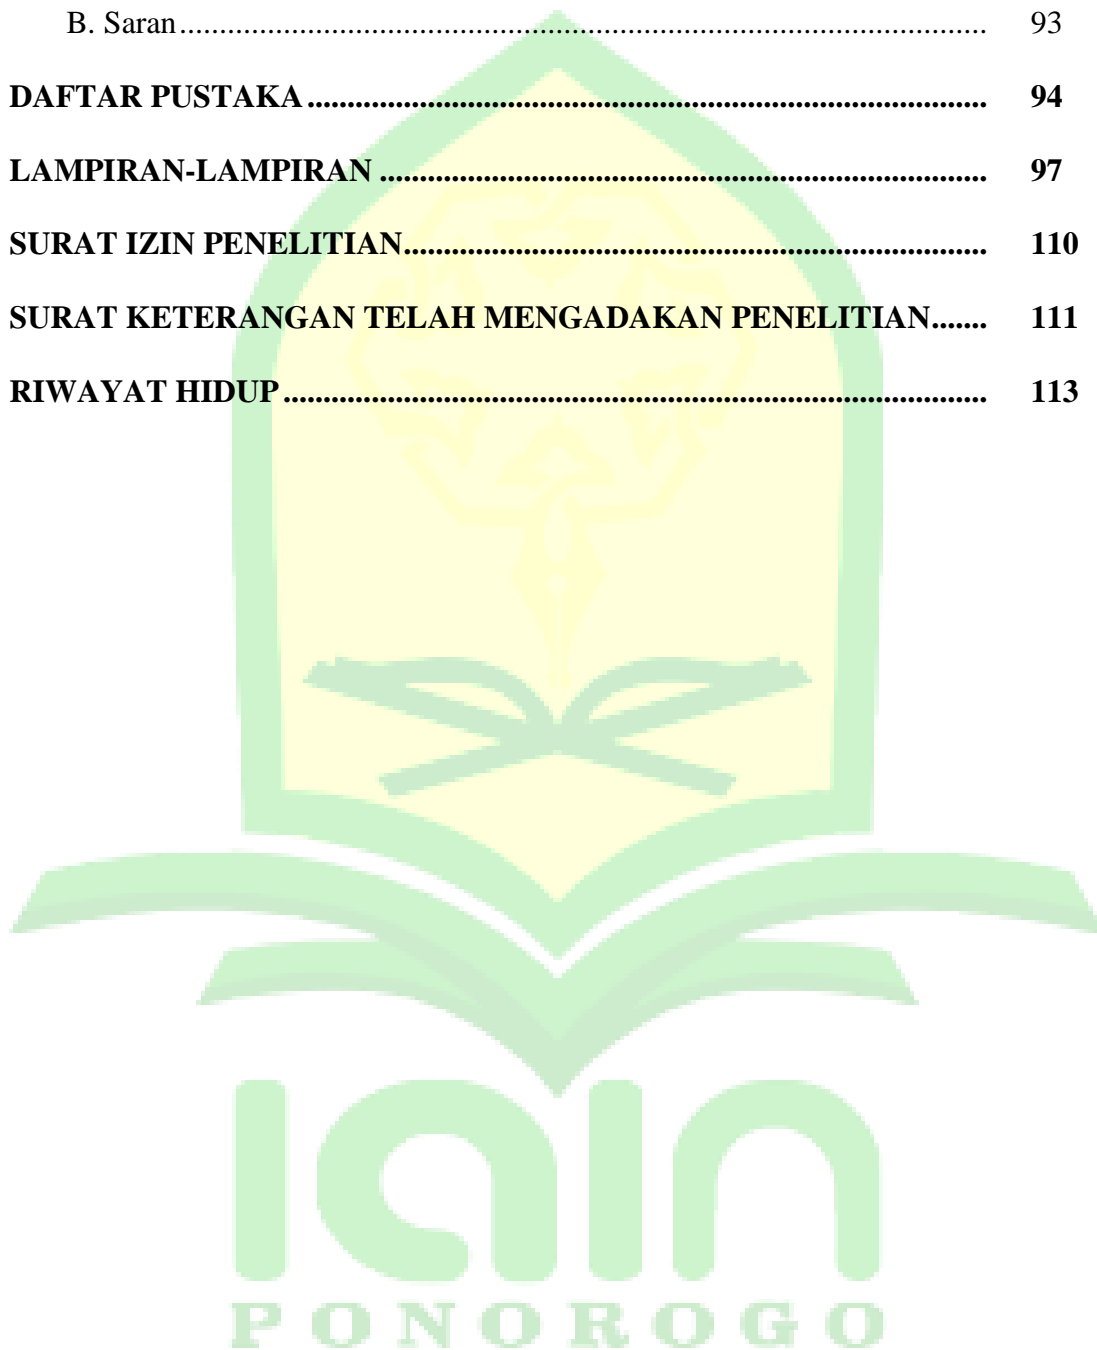 B. Saran........................................................................................ 93
DAFTAR PUSTAKA...................................................................................... 94
LAMPIRAN-LAMPIRAN............................................................................. 97
SURAT IZIN PENELITIAN.......................................................................... 110
SURAT KETERANGAN TELAH MENGADAKAN PENELITIAN....... 111
RIWAYAT HIDUP......................................................................................... 113
iain
PONOROGO